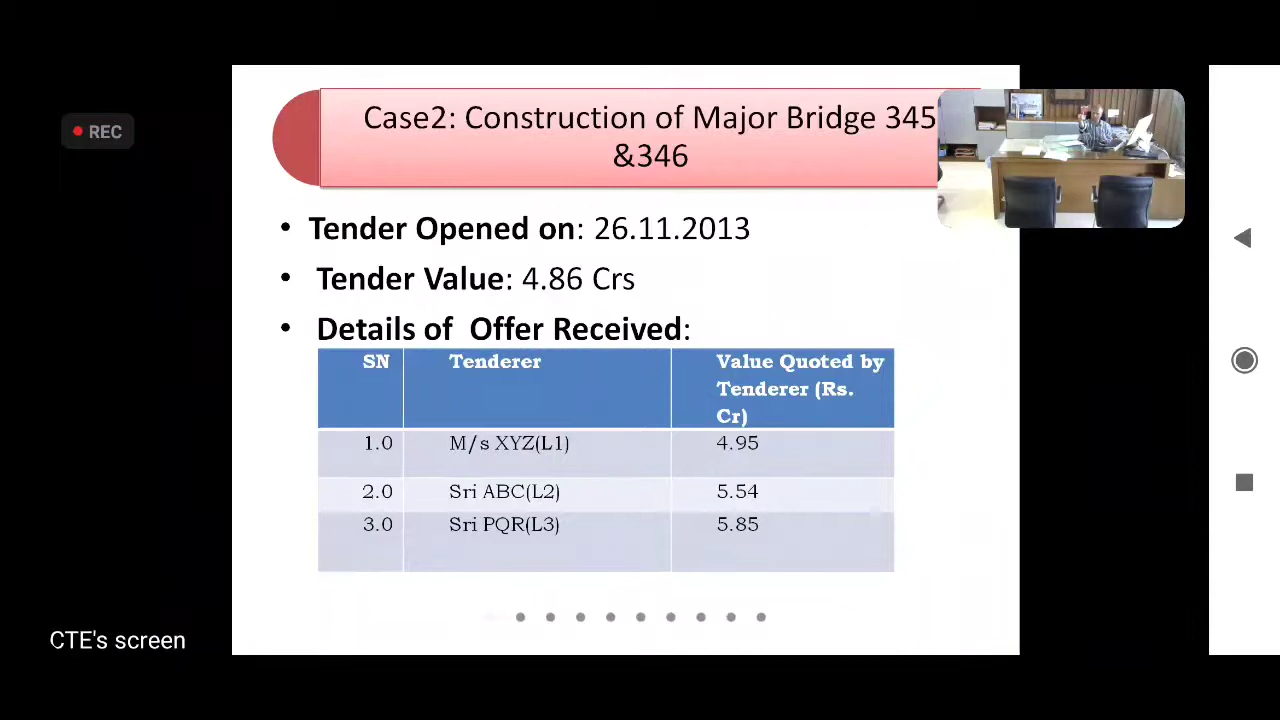 REC
Case2: Construction of Major Bridge 345
&346
• Tender Opened on: 26.11.2013
• Tender Value: 4.86 Crs
• Details of Offer Received:
SN Tenderer Value Quoted by
Tenderer (Rs.
Cr)
1.0 M/s XYZ(L1) 4.95
2.0 Sri ABC(L2) 5.54
3.0 Sri PQR(L3) 5.85
CTE's screen